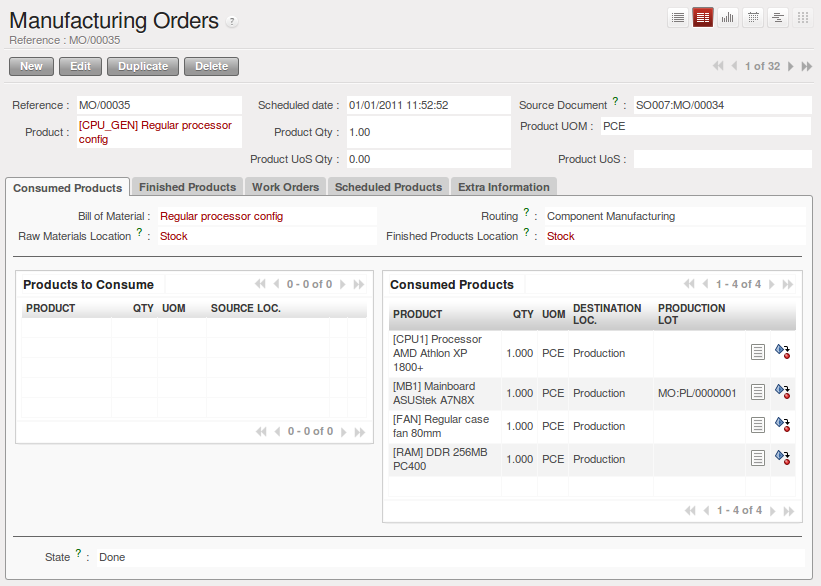 Manufacturing Orders ?
Reference : MO/00035
New Edit Duplicate Delete 1 of 32
Reference : MO/00035 Scheduled date : 01/01/2011 11:52:52 Source Document ? : SO007:MO/00034
Product : [CPU_GEN] Regular processor config Product Qty : 1.00 Product UOM : PCE
Product UoS Qty : 0.00 Product UoS :
Consumed Products Finished Products Work Orders Scheduled Products Extra Information
Bill of Material : Regular processor config Routing ? : Component Manufacturing
Raw Materials Location ? : Stock Finished Products Location ? : Stock
Products to Consume 0 - 0 of 0
PRODUCT QTY UOM SOURCE LOC.
0 - 0 of 0
Consumed Products 1 - 4 of 4
PRODUCT QTY UOM DESTINATION LOC. PRODUCTION LOT
[CPU1] Processor
AMD Athlon XP 1.000 PCE Production
1800+
[MB1] Mainboard
ASUStek A7N8X 1.000 PCE Production MO:PL/0000001
[FAN] Regular case
fan 80mm 1.000 PCE Production
[RAM] DDR 256MB
PC400 1.000 PCE Production
1 - 4 of 4
State ? : Done